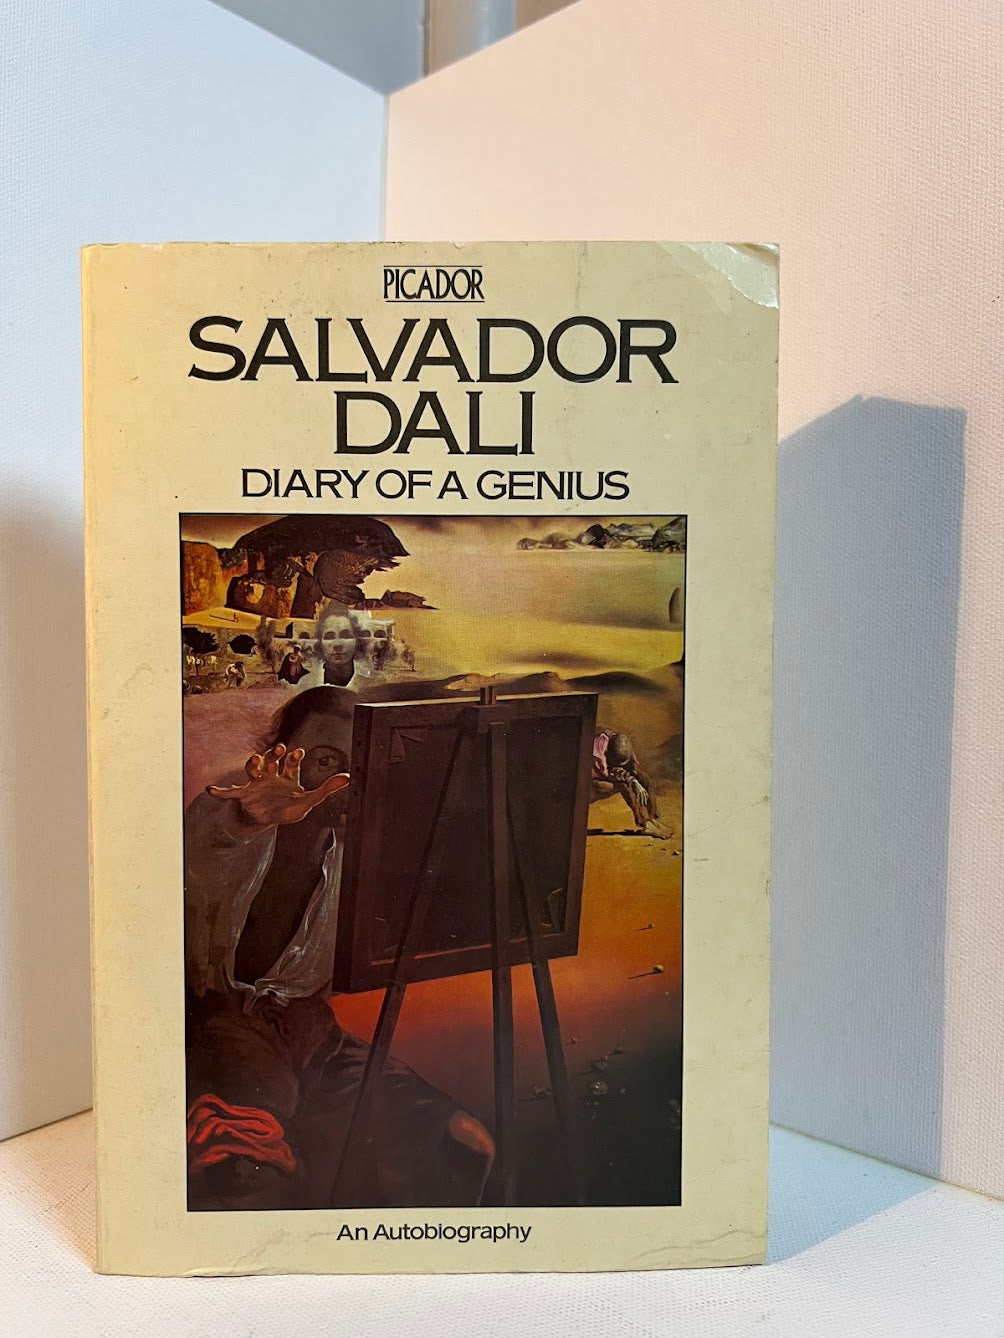 PICADOR
SALVADOR
DALI
DIARY OF A GENIUS
An Autobiography